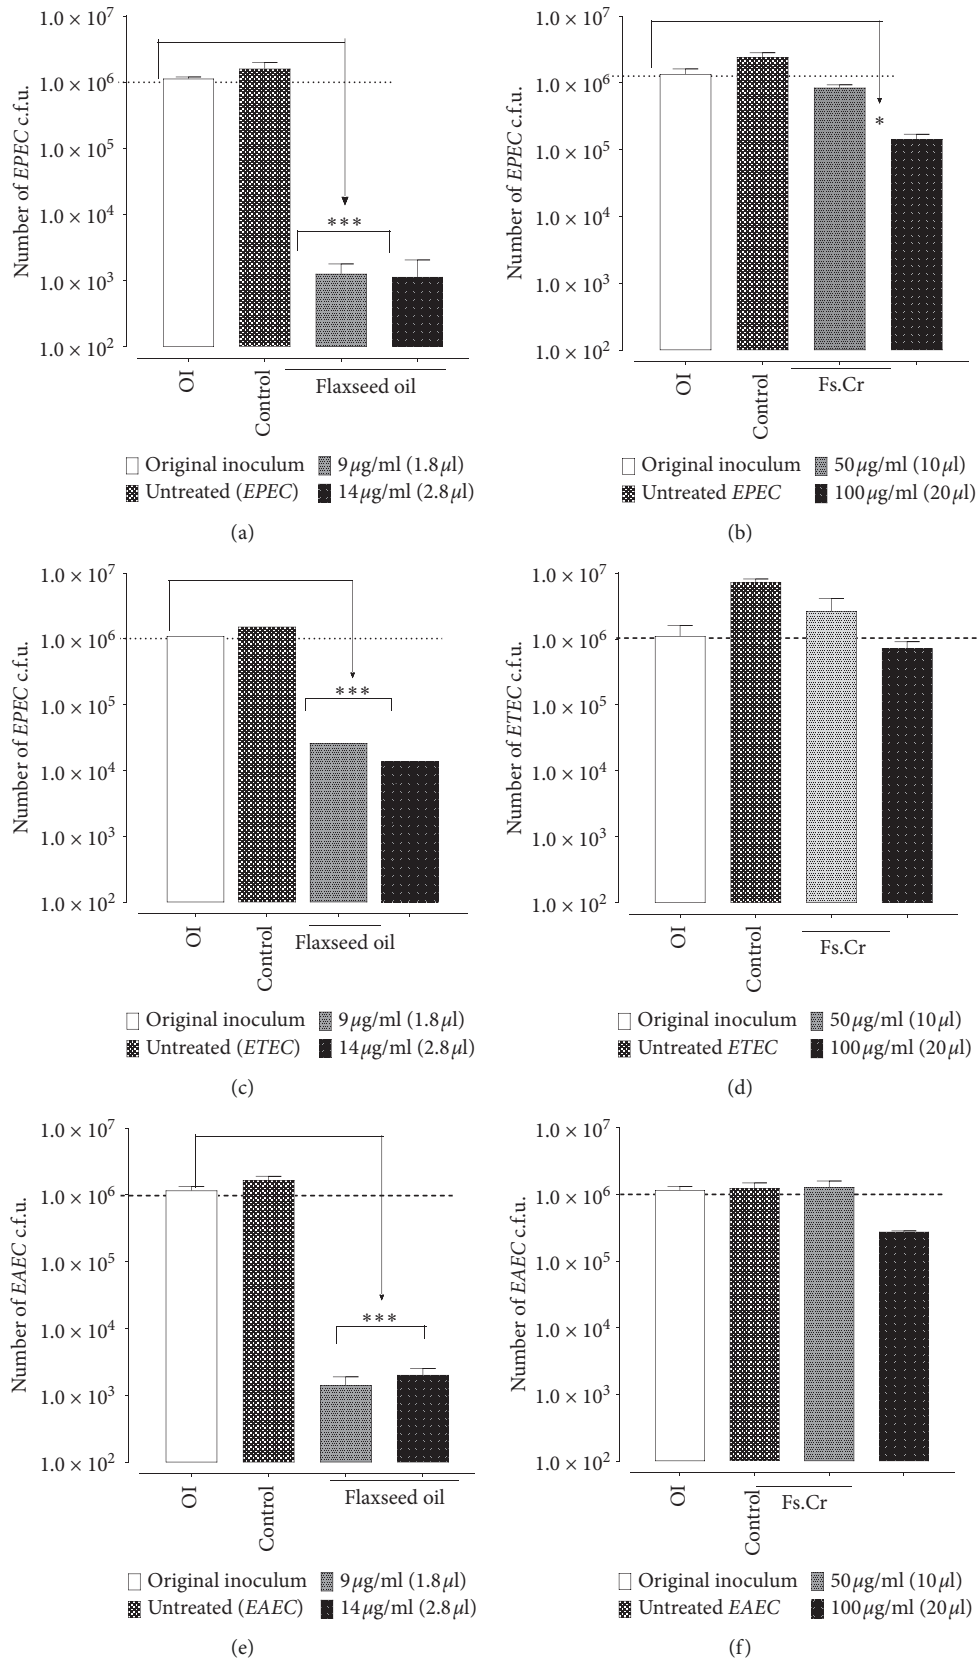 Number of EPEC c.f.u.
1.0 × 10⁷
1.0 × 10⁶
1.0 × 10⁵
1.0 × 10⁴
1.0 × 10³
1.0 × 10²
***
OI
Control
Flaxseed oil
Original inoculum
9 µg/ml (1.8 µl)
Untreated (EPEC)
14 µg/ml (2.8 µl)
(a)
Number of EPEC c.f.u.
1.0 × 10⁷
1.0 × 10⁶
1.0 × 10⁵
1.0 × 10⁴
1.0 × 10³
1.0 × 10²
*
OI
Control
Fs.Cr
Original inoculum
50 µg/ml (10 µl)
Untreated EPEC
100 µg/ml (20 µl)
(b)
Number of EPEC c.f.u.
1.0 × 10⁷
1.0 × 10⁶
1.0 × 10⁵
1.0 × 10⁴
1.0 × 10³
1.0 × 10²
***
OI
Control
Flaxseed oil
Original inoculum
9 µg/ml (1.8 µl)
Untreated (ETEC)
14 µg/ml (2.8 µl)
(c)
Number of ETEC c.f.u.
1.0 × 10⁷
1.0 × 10⁶
1.0 × 10⁵
1.0 × 10⁴
1.0 × 10³
1.0 × 10²
OI
Control
Fs.Cr
Original inoculum
50 µg/ml (10 µl)
Untreated ETEC
100 µg/ml (20 µl)
(d)
Number of EAEC c.f.u.
1.0 × 10⁷
1.0 × 10⁶
1.0 × 10⁵
1.0 × 10⁴
1.0 × 10³
1.0 × 10²
***
OI
Control
Flaxseed oil
Original inoculum
9 µg/ml (1.8 µl)
Untreated (EAEC)
14 µg/ml (2.8 µl)
(e)
Number of EAEC c.f.u.
1.0 × 10⁷
1.0 × 10⁶
1.0 × 10⁵
1.0 × 10⁴
1.0 × 10³
1.0 × 10²
OI
Control
Fs.Cr
Original inoculum
50 µg/ml (10 µl)
Untreated EAEC
100 µg/ml (20 µl)
(f)